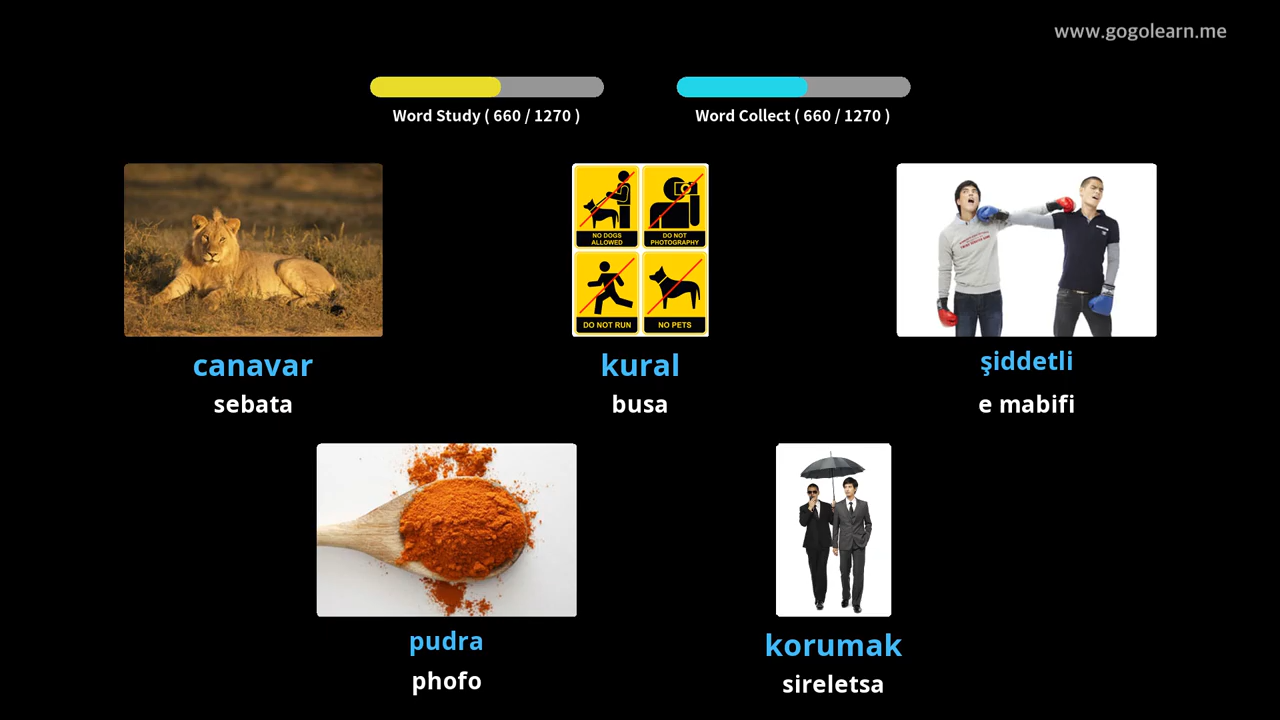 www.gogolearn.me
Word Study ( 660 / 1270 )
Word Collect ( 660 / 1270 )
NO DOGS
ALLOWED
DO NOT
PHOTOGRAPHY
DO NOT RUN
NO PETS
canavar
sebata
kural
busa
şiddetli
e mabifi
pudra
phofo
korumak
sireletsa